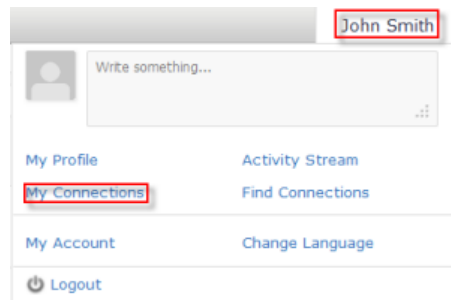 John Smith
Write something...
My Profile Activity Stream
My Connections Find Connections
My Account Change Language
Logout